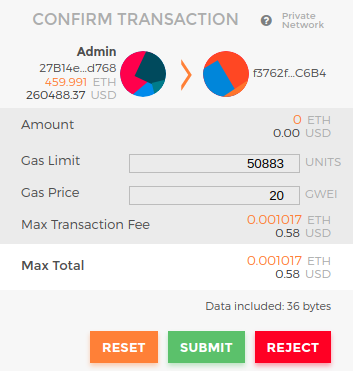 CONFIRM TRANSACTION ? Private Network
Admin
27B14e...d768
f3762f...C6B4
459.991 ETH
260488.37 USD
Amount 0 ETH
0.00 USD
Gas Limit 50883 UNITS
Gas Price 20 GWEI
Max Transaction Fee 0.001017 ETH
0.58 USD
Max Total 0.001017 ETH
0.58 USD
Data included: 36 bytes
RESET SUBMIT REJECT